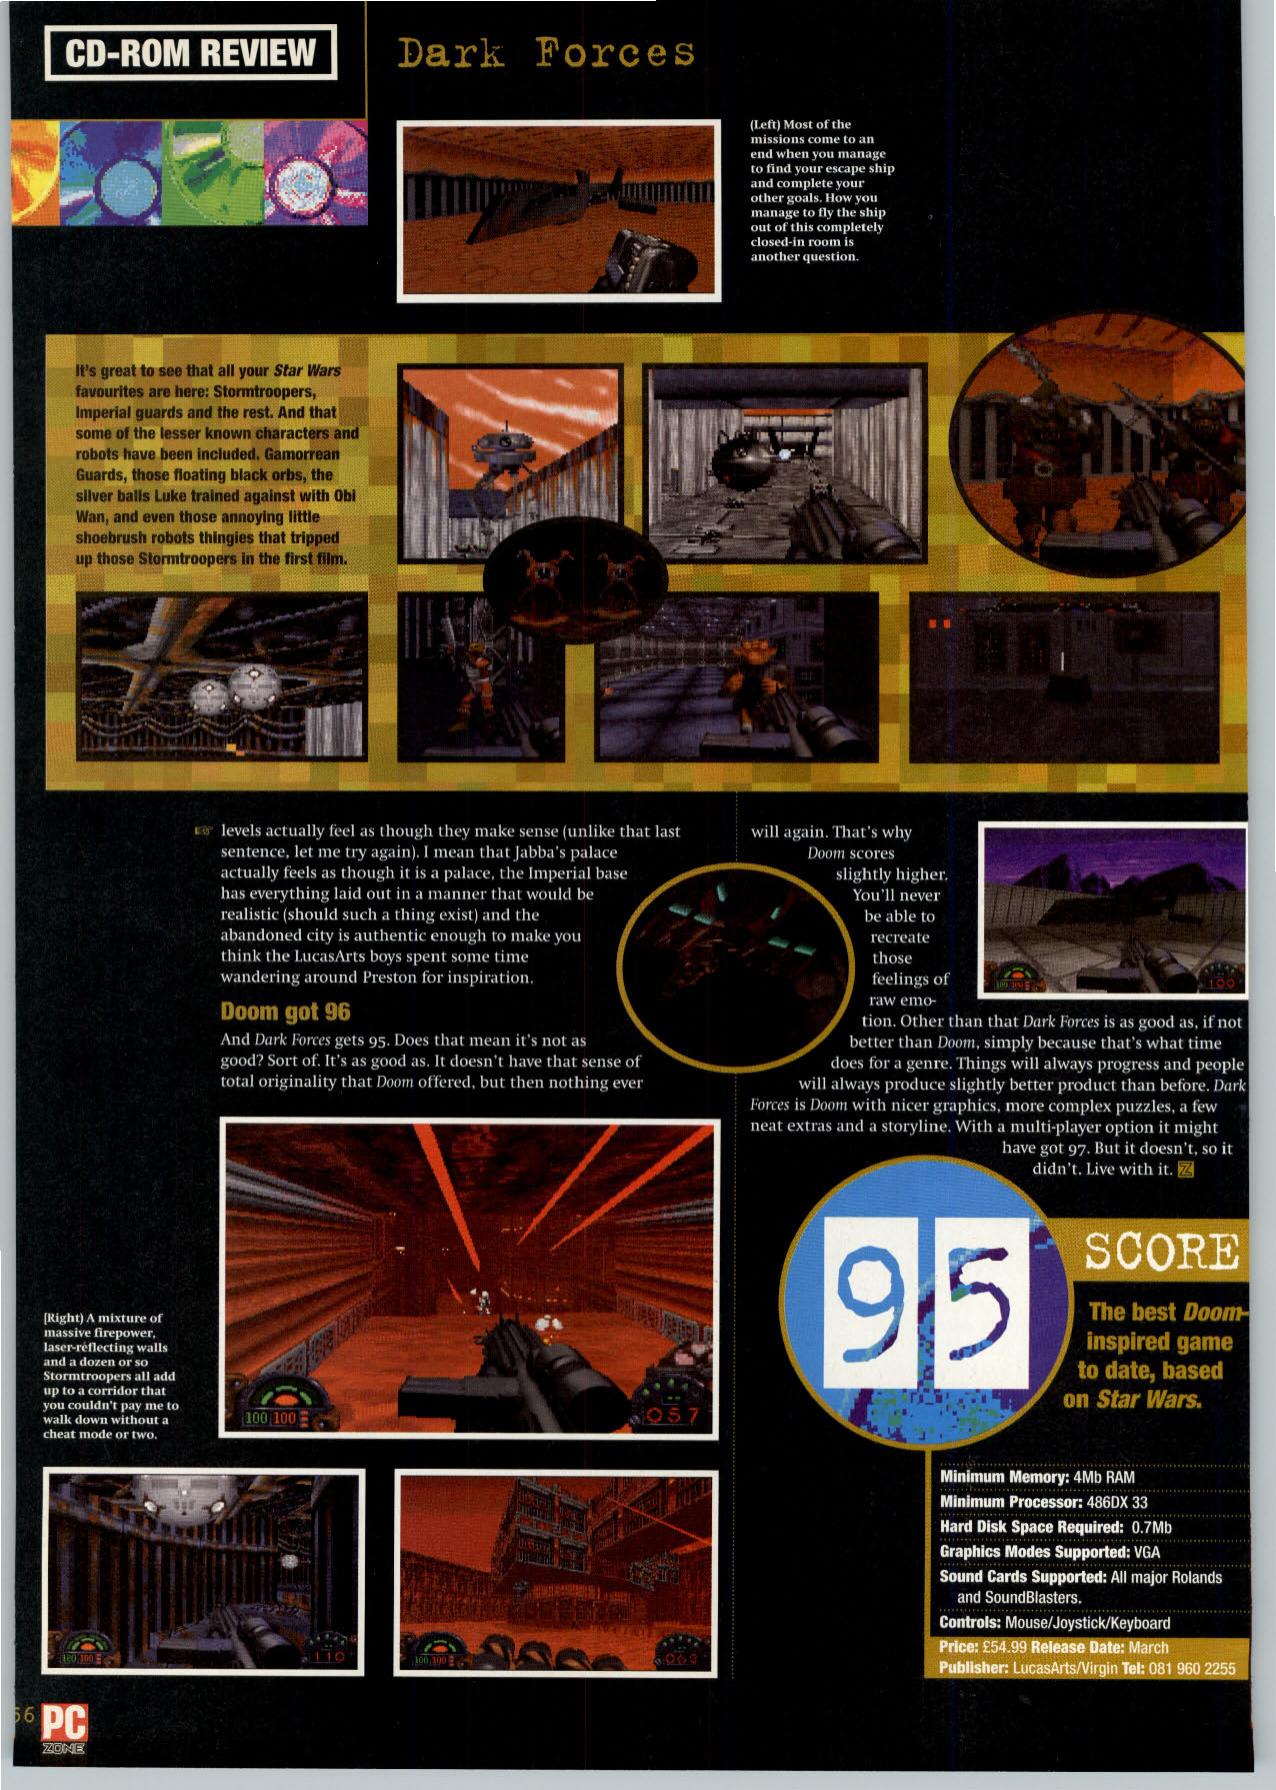 CD-ROM REVIEW
Dark Forces
(Left) Most of the
missions come to an
end when you manage
to find your escape ship
and complete your
other goals. How you
manage to fly the ship
out of this completely
closed-in room is
another question.
It's great to see that all your Star Wars
favourites are here: Stormtroopers,
Imperial guards and the rest. And that
some of the lesser known characters and
robots have been included. Gamorrean
Guards, those floating black orbs, the
silver balls Luke trained against with Obi
Wan, and even those annoying little
shoebrush robots thingies that tripped
up those Stormtroopers in the first film.
levels actually feel as though they make sense (unlike that last
sentence, let me try again). I mean that Jabba's palace
actually feels as though it is a palace, the Imperial base
has everything laid out in a manner that would be
realistic (should such a thing exist) and the
abandoned city is authentic enough to make you
think the LucasArts boys spent some time
wandering around Preston for inspiration.
Doom got 96
And Dark Forces gets 95. Does that mean it's not as
good? Sort of. It's as good as. It doesn't have that sense of
total originality that Doom offered, but then nothing ever
will again. That's why
Doom scores
slightly higher.
You'll never
be able to
recreate
those
feelings of
raw emo-
tion. Other than that Dark Forces is as good as, if not
better than Doom, simply because that's what time
does for a genre. Things will always progress and people
will always produce slightly better product than before. Dark
Forces is Doom with nicer graphics, more complex puzzles, a few
neat extras and a storyline. With a multi-player option it might
have got 97. But it doesn't, so it
didn't. Live with it. Z
100
100 100
057
[Right) A mixture of
massive firepower,
laser-reflecting walls
and a dozen or so
Stormtroopers all add
up to a corridor that
you couldn't pay me to
walk down without a
cheat mode or two.
110
95
SCORE
The best Doom-
inspired game
to date, based
on Star Wars.
Minimum Memory: 4Mb RAM
Minimum Processor: 486DX 33
Hard Disk Space Required: 0.7Mb
Graphics Modes Supported: VGA
Sound Cards Supported: All major Rolands
and SoundBlasters.
Controls: Mouse/Joystick/Keyboard
Price: £54.99 Release Date: March
Publisher: LucasArts/Virgin Tel: 081 960 2255
56
PC
ZONE